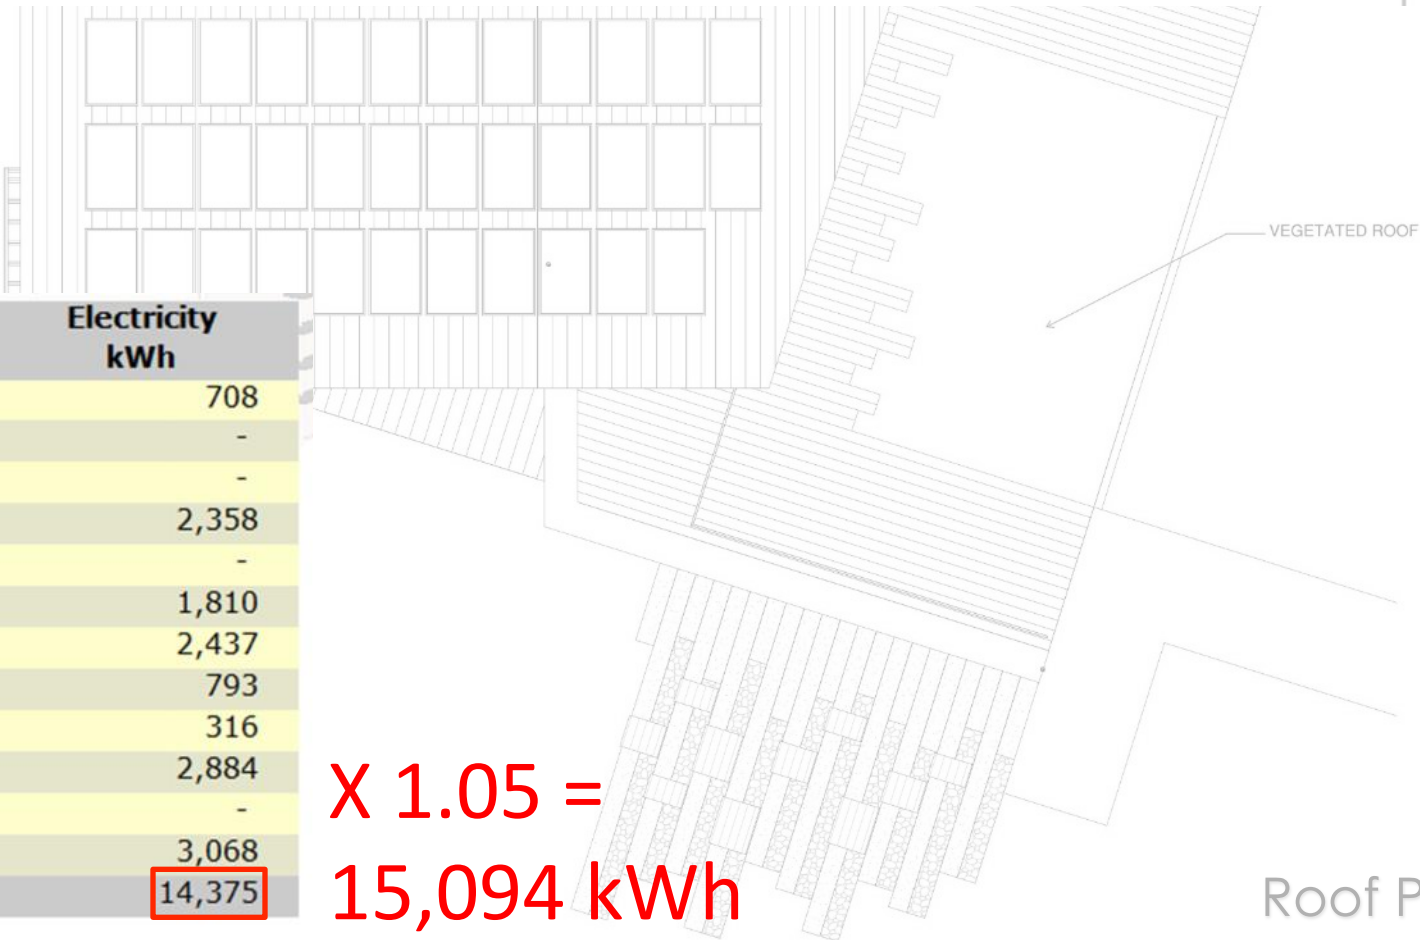 VEGETATED ROOF
Electricity
kWh
708
-
-
2,358
-
1,810
2,437
793
316
2,884
-
3,068
14,375
X 1.05 =
15,094 kWh
Roof P